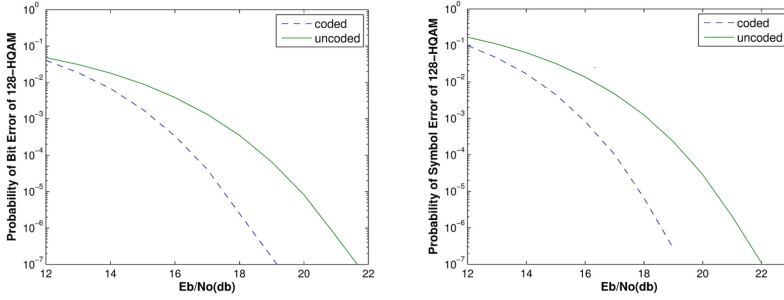 10^0
10^-1
10^-2
10^-3
10^-4
10^-5
10^-6
10^-7
12 14 16 18 20 22
Eb/No(db)
Probability of Bit Error of 128-HQAM
coded
uncoded
10^0
10^-1
10^-2
10^-3
10^-4
10^-5
10^-6
10^-7
12 14 16 18 20 22
Eb/No(db)
Probability of Symbol Error of 128-HQAM
coded
uncoded